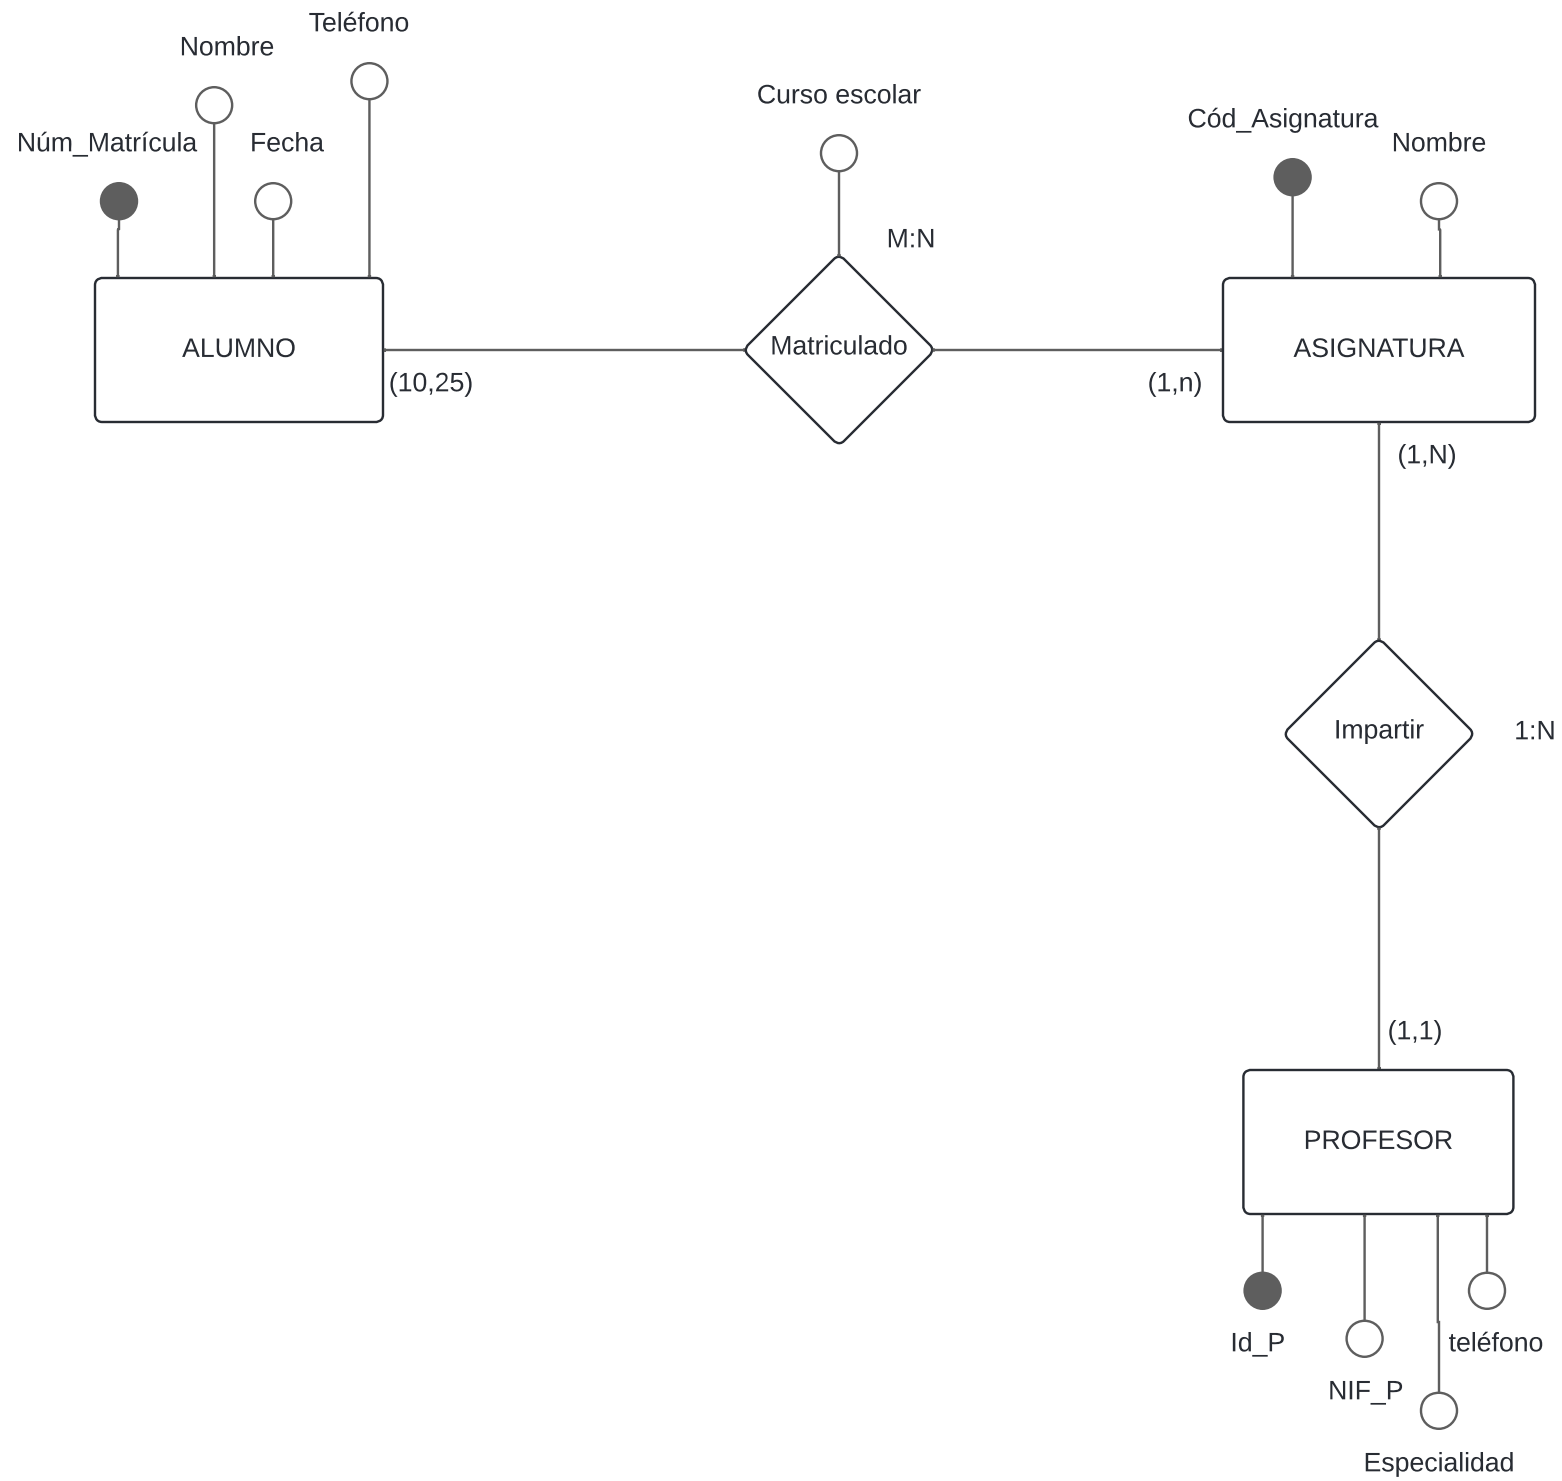 Teléfono
Nombre
Núm_Matrícula
Fecha
Curso escolar
Cód_Asignatura
Nombre
M:N
ALUMNO
Matriculado
ASIGNATURA
(10,25)
(1,n)
(1,N)
Impartir
1:N
(1,1)
PROFESOR
Id_P
teléfono
NIF_P
Especialidad